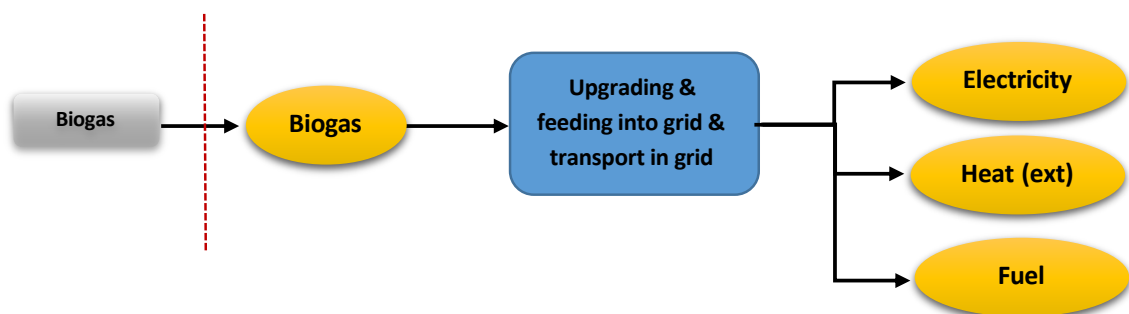 Biogas
Biogas
Upgrading &
feeding into grid &
transport in grid
Electricity
Heat (ext)
Fuel